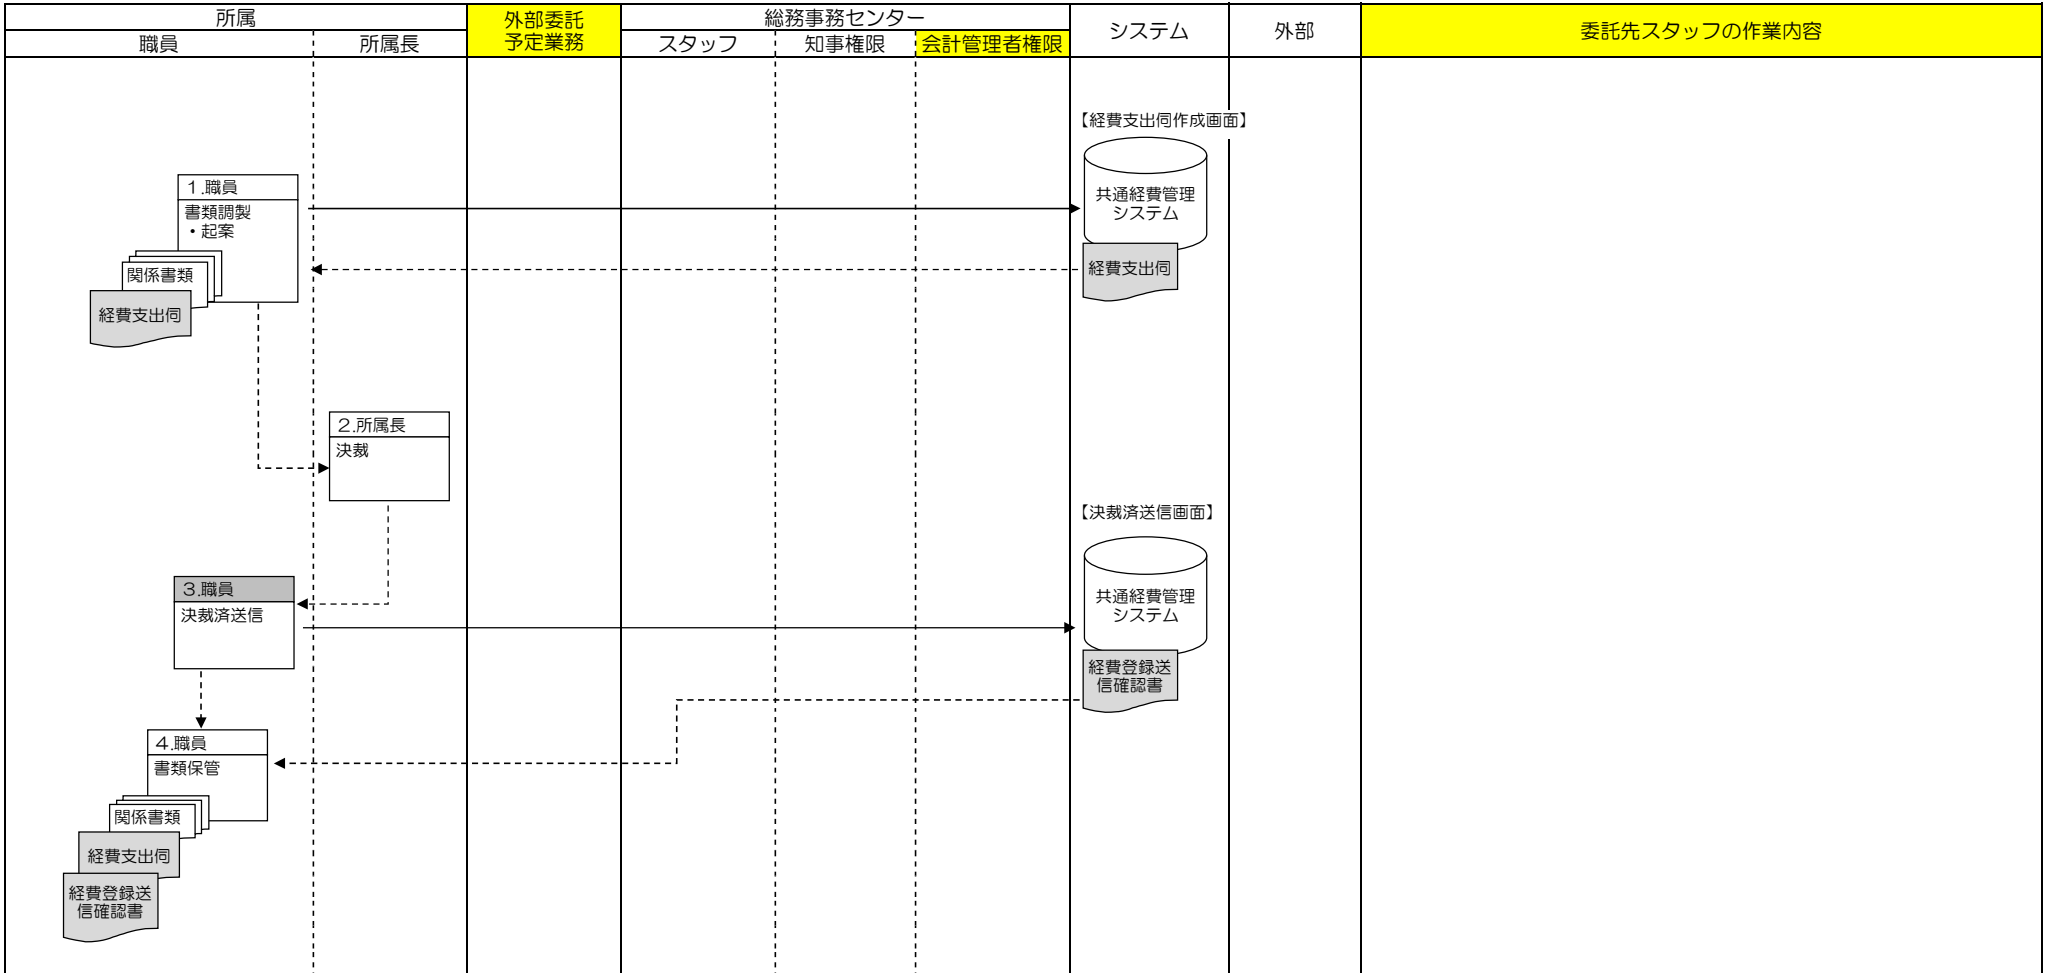 所属
外部委託
予定業務
総務事務センター
システム
外部
委託先スタッフの作業内容
職員
所属長
スタッフ
知事権限
会計管理者権限
【経費支出伺作成画面】
共通経費管理
システム
経費支出伺
１.職員
書類調製
・起案
関係書類
経費支出伺
２.所属長
決裁
【決裁済送信画面】
共通経費管理
システム
経費登録送
信確認書
３.職員
決裁済送信
４.職員
書類保管
関係書類
経費支出伺
経費登録送
信確認書